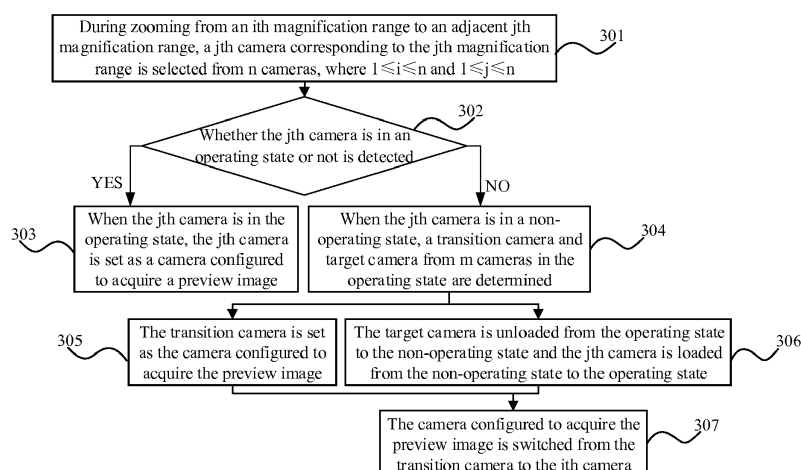 During zooming from an ith magnification range to an adjacent jth
magnification range, a jth camera corresponding to the jth magnification
range is selected from n cameras, where 1≤i≤n and 1≤j≤n
301
302
Whether the jth camera is in an
operating state or not is detected
YES
NO
303
When the jth camera is in the
operating state, the jth camera
is set as a camera configured
to acquire a preview image
When the jth camera is in a non-
operating state, a transition camera and
target camera from m cameras in the
operating state are determined
304
305
The transition camera is set
as the camera configured to
acquire the preview image
The target camera is unloaded from the operating state
to the non-operating state and the jth camera is loaded
from the non-operating state to the operating state
306
The camera configured to acquire the
preview image is switched from the
transition camera to the jth camera
307